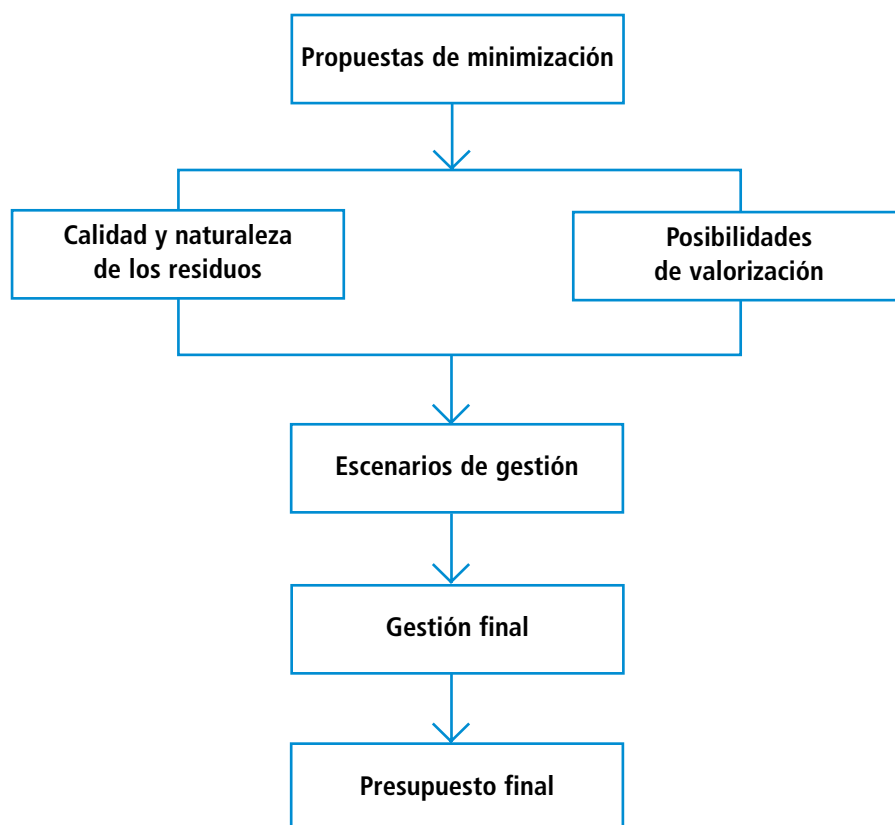 Propuestas de minimización
Calidad y naturaleza
de los residuos
Posibilidades
de valorización
Escenarios de gestión
Gestión final
Presupuesto final